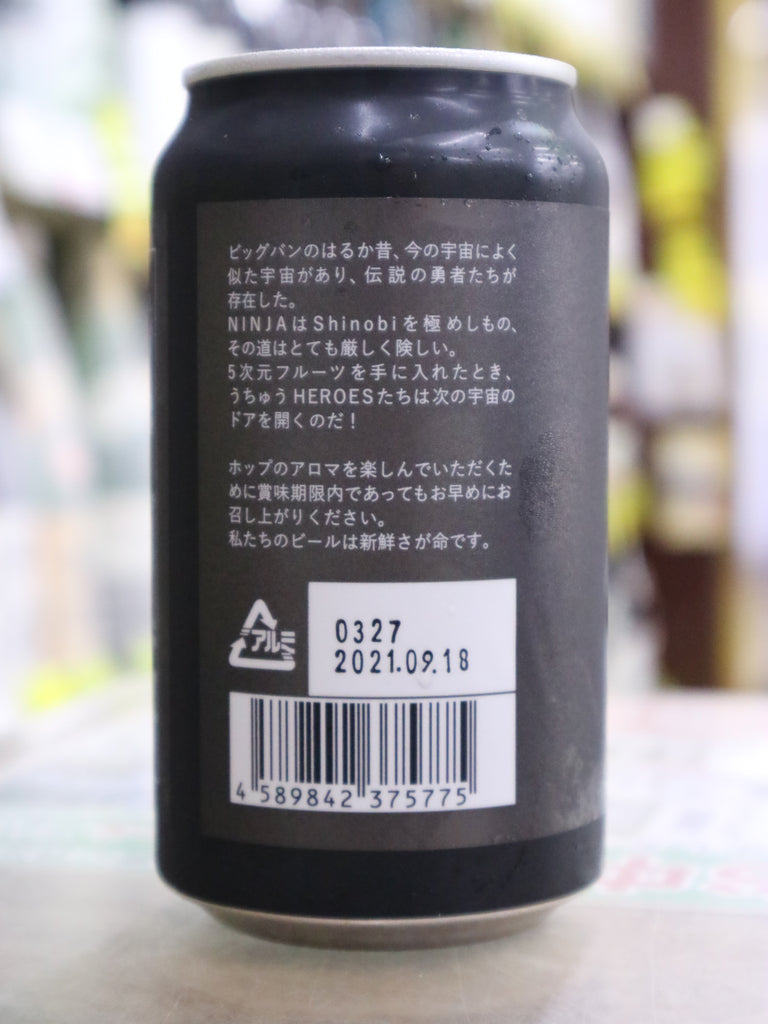 ビッグバンのはるか昔、今の宇宙によく
似た宇宙があり、伝説の勇者たちが
存在した。
NINJAはShinobiを極めしもの、
その道はとても厳しく険しい。
5次元フルーツを手に入れたとき、
うちゅうHEROESたちは次の宇宙の
ドアを開くのだ！
ホップのアロマを楽しんでいただくた
めに賞味期限内であってもお早めにお
召し上がりください。
私たちのビールは新鮮さが命です。
アルミ
0327
2021.09.18
4 589842 375775